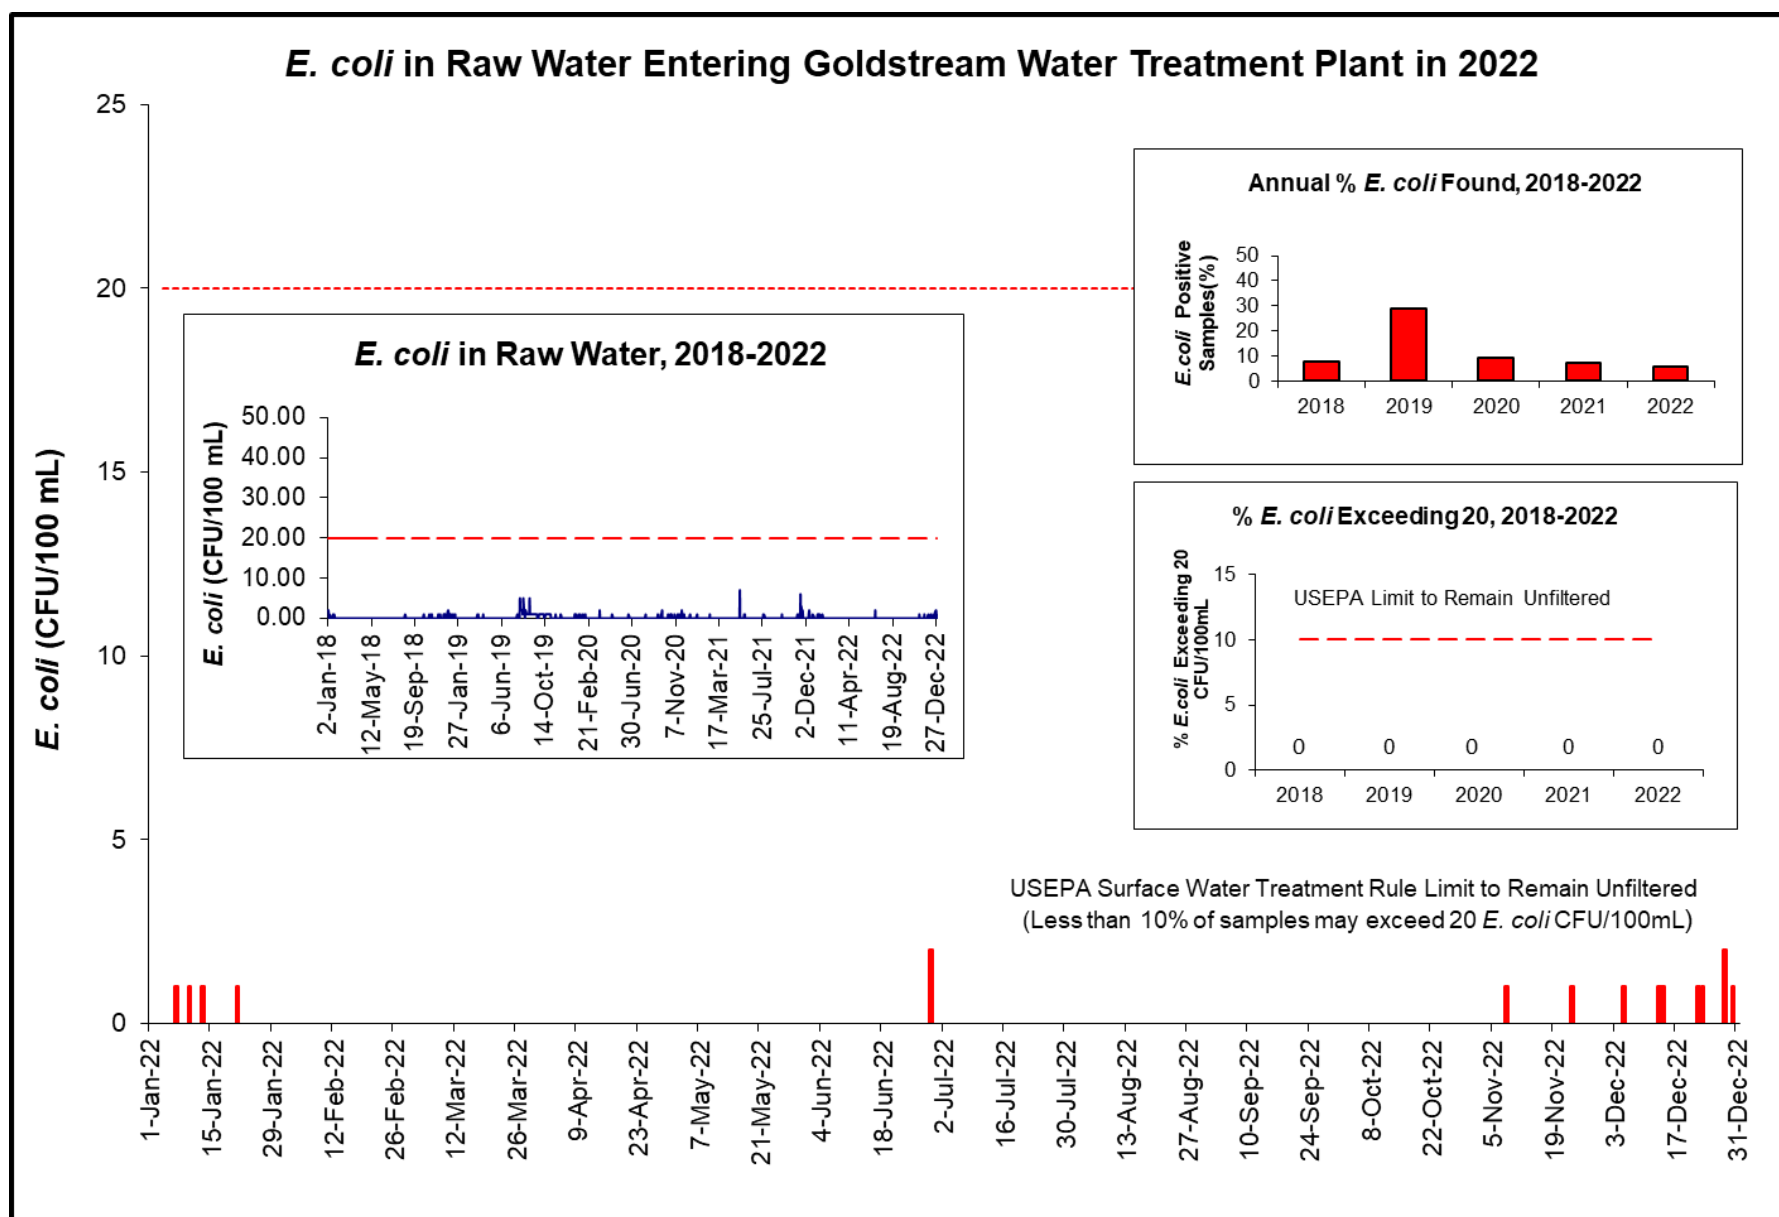 E. coli in Raw Water Entering Goldstream Water Treatment Plant in 2022
E. coli (CFU/100 mL)
25
20
15
10
5
0
1-Jan-22
15-Jan-22
29-Jan-22
12-Feb-22
26-Feb-22
12-Mar-22
26-Mar-22
9-Apr-22
23-Apr-22
7-May-22
21-May-22
4-Jun-22
18-Jun-22
2-Jul-22
16-Jul-22
30-Jul-22
13-Aug-22
27-Aug-22
10-Sep-22
24-Sep-22
8-Oct-22
22-Oct-22
5-Nov-22
19-Nov-22
3-Dec-22
17-Dec-22
31-Dec-22
E. coli in Raw Water, 2018-2022
E. coli (CFU/100 mL)
50.00
40.00
30.00
20.00
10.00
0.00
2-Jan-18
12-May-18
19-Sep-18
27-Jan-19
6-Jun-19
14-Oct-19
21-Feb-20
30-Jun-20
7-Nov-20
17-Mar-21
25-Jul-21
2-Dec-21
11-Apr-22
19-Aug-22
27-Dec-22
Annual % E. coli Found, 2018-2022
E.coli Positive
Samples(%)
50
40
30
20
10
0
2018 2019 2020 2021 2022
% E. coli Exceeding 20, 2018-2022
% E.coli Exceeding 20
CFU/100mL
15
10
5
0
USEPA Limit to Remain Unfiltered
0 0 0 0 0
2018 2019 2020 2021 2022
USEPA Surface Water Treatment Rule Limit to Remain Unfiltered
(Less than 10% of samples may exceed 20 E. coli CFU/100mL)